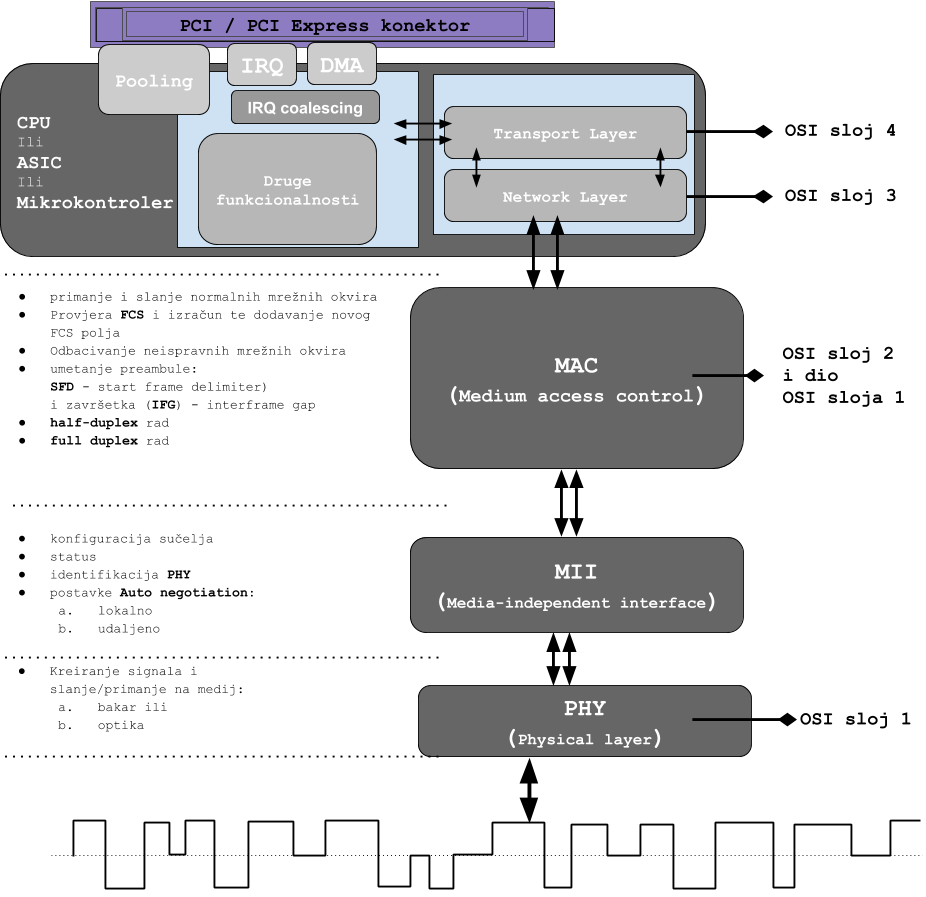 PCI / PCI Express konektor
Pooling
IRQ
DMA
IRQ coalescing
CPU
Ili
ASIC
Ili
Mikrokontroler
Druge
funkcionalnosti
Transport Layer
OSI sloj 4
Network Layer
OSI sloj 3
● primanje i slanje normalnih mrežnih okvira
● Provjera FCS i izračun te dodavanje novog
FCS polja
● Odbacivanje neispravnih mrežnih okvira
● umetanje preambule:
SFD - start frame delimiter)
i završetka (IFG) - interframe gap
● half-duplex rad
● full duplex rad
MAC
(Medium access control)
OSI sloj 2
i dio
OSI sloja 1
● konfiguracija sučelja
● status
● identifikacija PHY
● postavke Auto negotiation:
a. lokalno
b. udaljeno
MII
(Media-independent interface)
● Kreiranje signala i
slanje/primanje na medij:
a. bakar ili
b. optika
PHY
(Physical layer)
OSI sloj 1